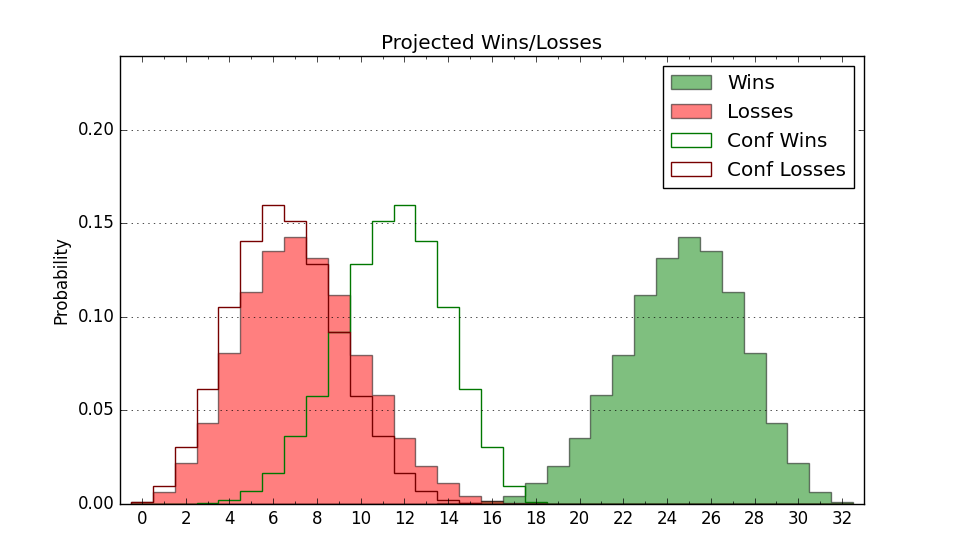 Projected Wins/Losses
Wins
Losses
Conf Wins
Conf Losses
Probability
0.20
0.15
0.10
0.05
0.00
0 2 4 6 8 10 12 14 16 18 20 22 24 26 28 30 32